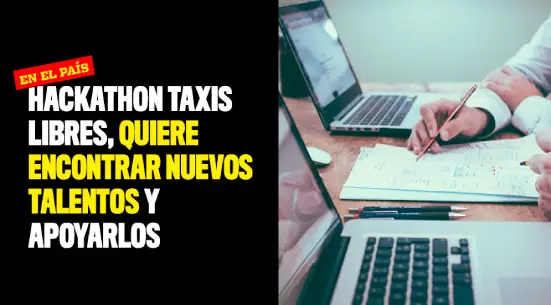 EN EL PAÍS
HACKATHON TAXIS
LIBRES, QUIERE
ENCONTRAR NUEVOS
TALENTOS Y
APOYARLOS